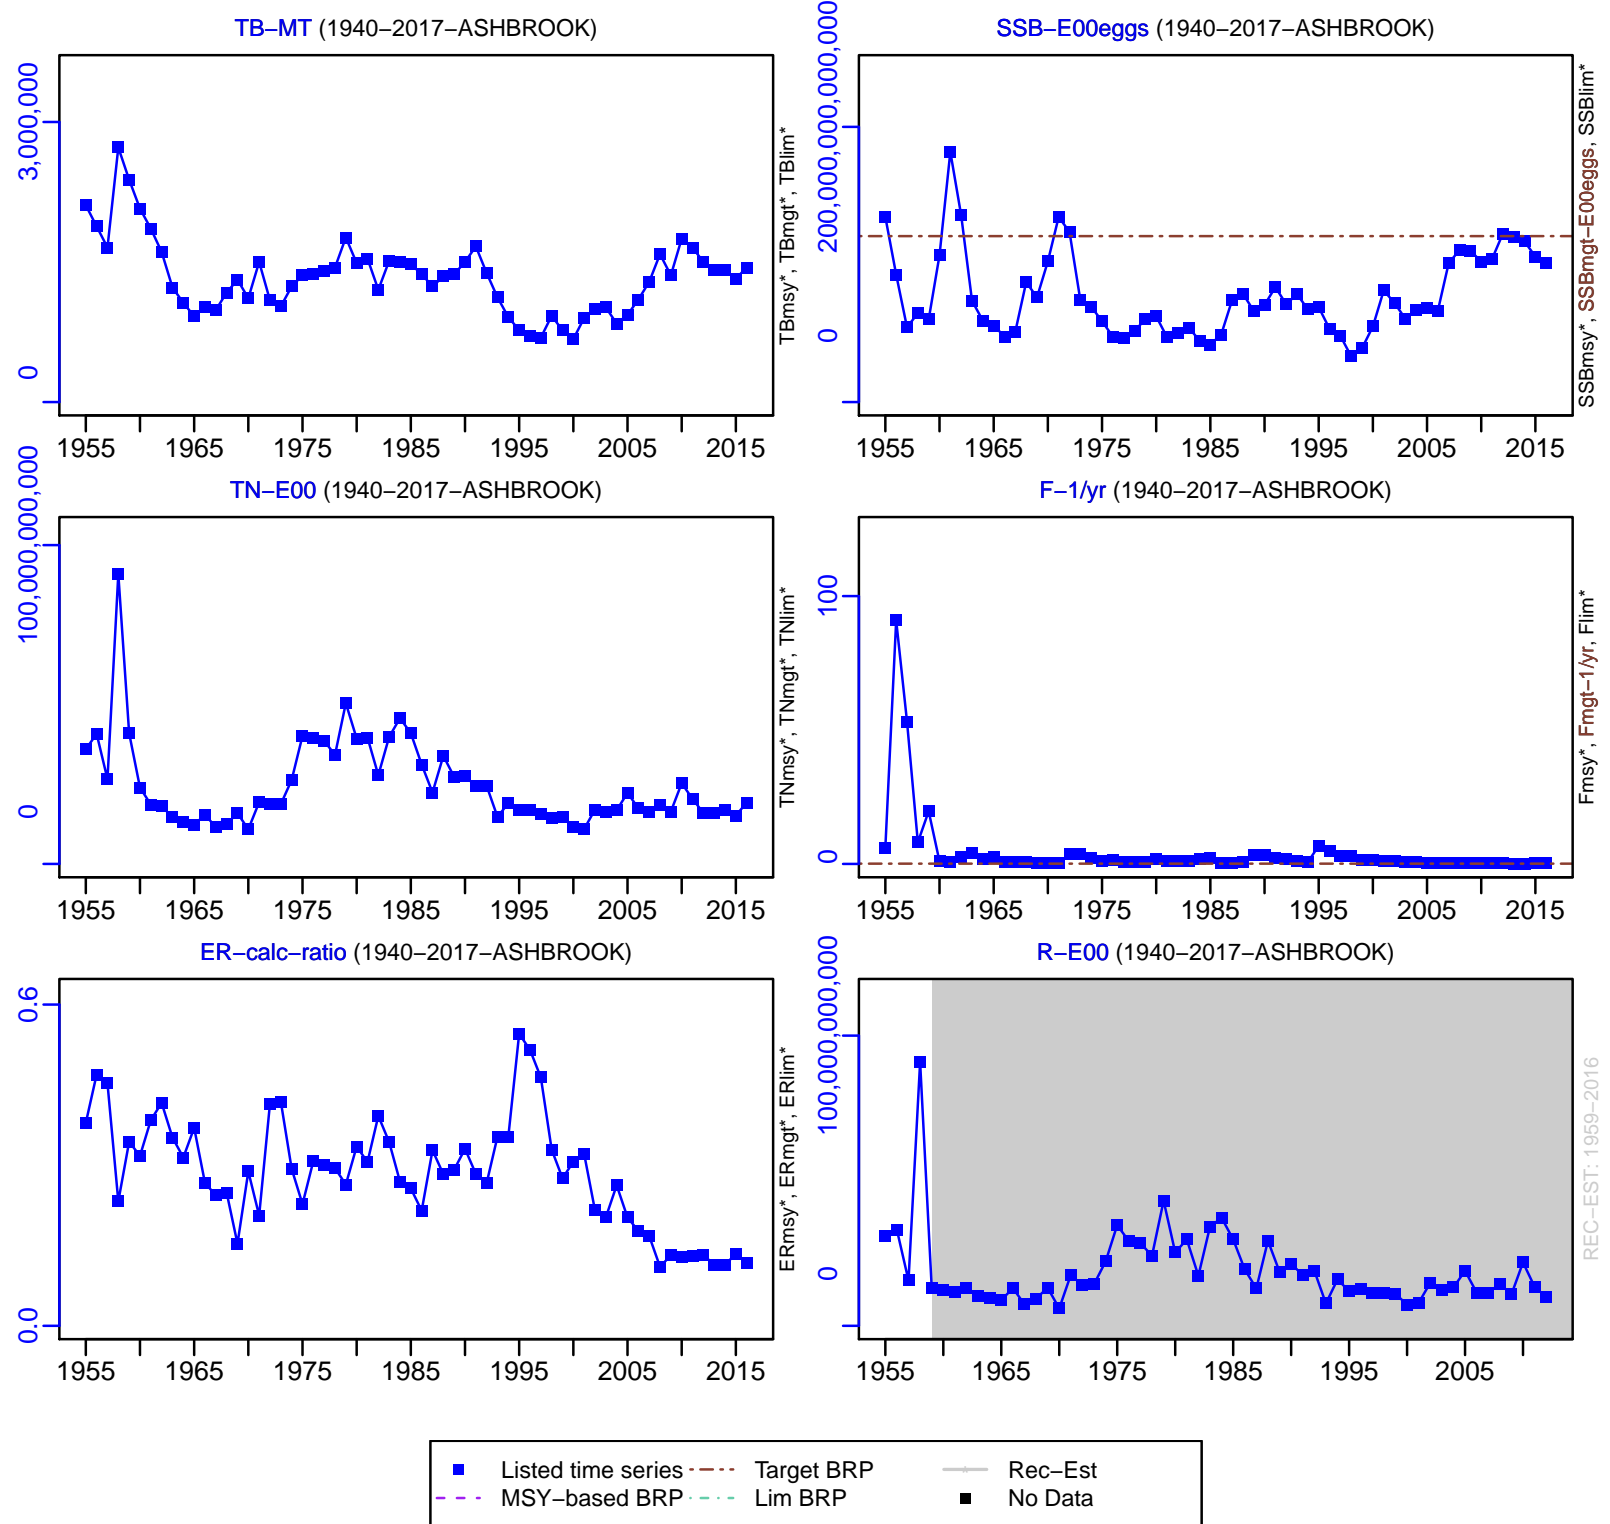 TB−MT (1940−2017−ASHBROOK)
3,000,000
0
TBmsy*, TBmgt*, TBlim*
1955 1965 1975 1985 1995 2005 2015
SSB−E00eggs (1940−2017−ASHBROOK)
200,000,000,000,000
0
SSBmsy*, SSBmgt−E00eggs, SSBlim*
1955 1965 1975 1985 1995 2005 2015
TN−E00 (1940−2017−ASHBROOK)
100,000,000,000
0
TNmsy*, TNmgt*, TNlim*
1955 1965 1975 1985 1995 2005 2015
F−1/yr (1940−2017−ASHBROOK)
100
0
Fmsy*, Fmgt−1/yr, Flim*
1955 1965 1975 1985 1995 2005 2015
ER−calc−ratio (1940−2017−ASHBROOK)
0.6
0.0
ERmsy*, ERmgt*, ERlim*
1955 1965 1975 1985 1995 2005 2015
R−E00 (1940−2017−ASHBROOK)
100,000,000,000
0
REC−EST: 1959−2016
1955 1965 1975 1985 1995 2005
Listed time series Target BRP Rec−Est
MSY−based BRP Lim BRP No Data